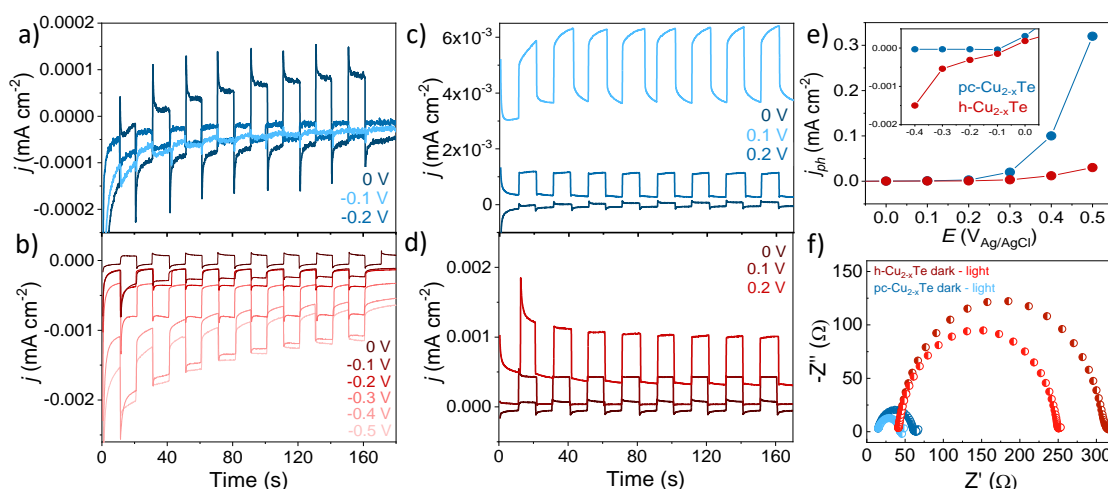 a)
j (mA cm-2)
0.0002
0.0001
0.0000
-0.0001
-0.0002
0 V
-0.1 V
-0.2 V
b)
j (mA cm-2)
0.000
-0.001
-0.002
0 V
-0.1 V
-0.2 V
-0.3 V
-0.4 V
-0.5 V
0 40 80 120 160
Time (s)
c)
j (mA cm-2)
6x10-3
4x10-3
2x10-3
0
0 V
0.1 V
0.2 V
d)
j (mA cm-2)
0.002
0.001
0.000
0 V
0.1 V
0.2 V
0 40 80 120 160
Time (s)
e)
jph (mA cm-2)
0.3
0.2
0.1
0.0
0.000
-0.001
-0.002
pc-Cu2-xTe
h-Cu2-xTe
-0.4 -0.3 -0.2 -0.1 0.0
0.0 0.1 0.2 0.3 0.4 0.5
E (VAg/AgCl)
f)
-Z'' (Ω)
150
100
50
0
h-Cu2-xTe dark - light
pc-Cu2-xTe dark - light
0 50 100 150 200 250 300
Z' (Ω)